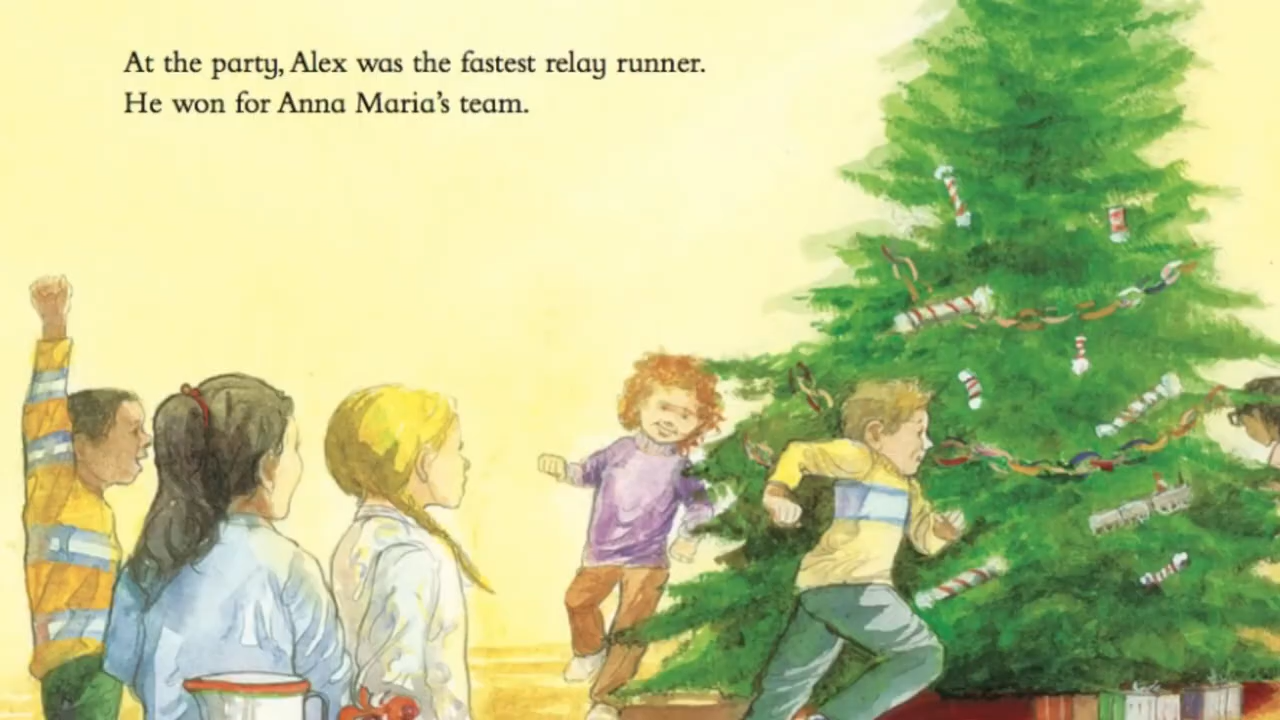 At the party, Alex was the fastest relay runner.
He won for Anna Maria's team.